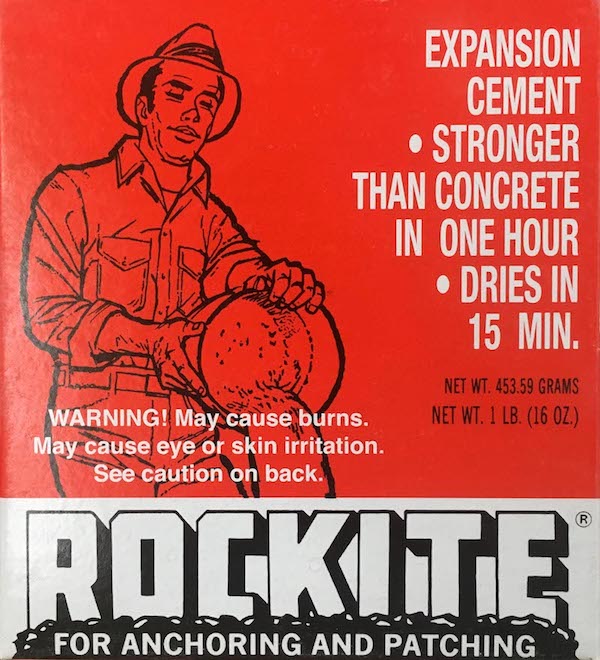 EXPANSION
CEMENT
• STRONGER
THAN CONCRETE
IN ONE HOUR
• DRIES IN
15 MIN.
NET WT. 453.59 GRAMS
NET WT. 1 LB. (16 OZ.)
WARNING! May cause burns.
May cause eye or skin irritation.
See caution on back.
ROCKITE®
FOR ANCHORING AND PATCHING